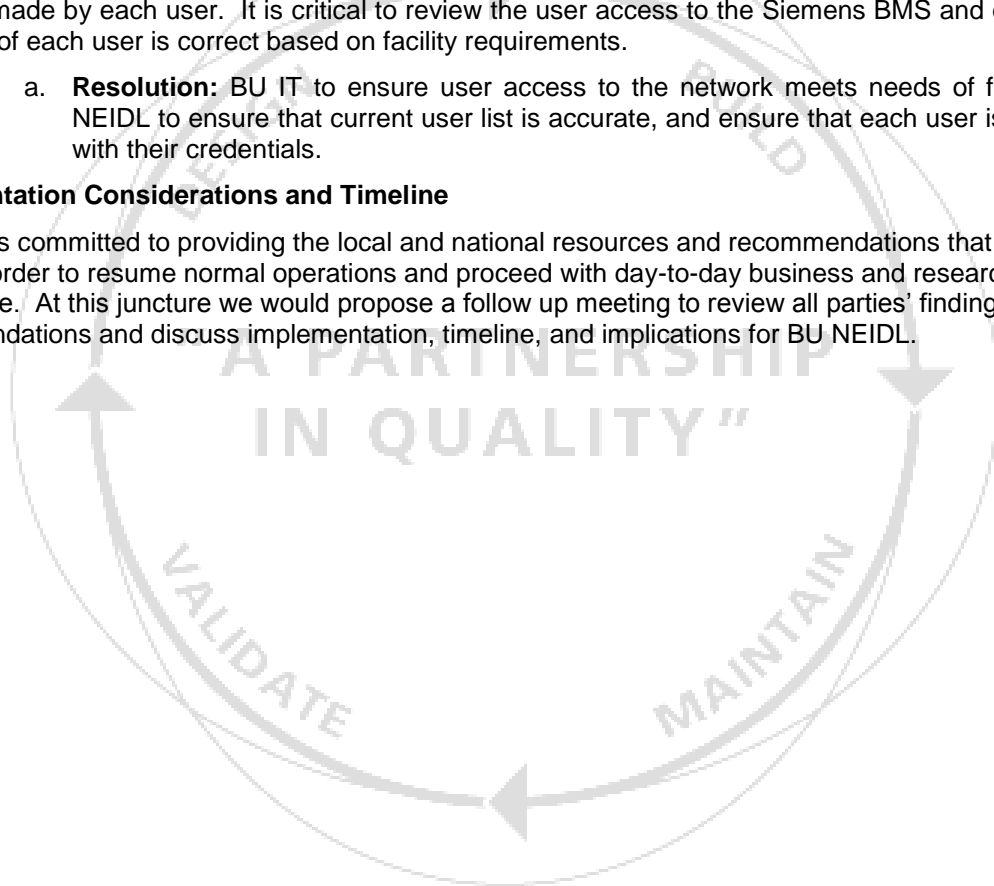 made by each user. It is critical to review the user access to the Siemens BMS and
of each user is correct based on facility requirements.
a. Resolution: BU IT to ensure user access to the network meets needs of
NEIDL to ensure that current user list is accurate, and ensure that each user is
with their credentials.
ntation Considerations and Timeline
s committed to providing the local and national resources and recommendations that
order to resume normal operations and proceed with day-to-day business and researc
e. At this juncture we would propose a follow up meeting to review all parties' finding
ndations and discuss implementation, timeline, and implications for BU NEIDL.
DESIGN
BUILD
"A PARTNERSHIP
IN QUALITY"
VALIDATE
MAINTAIN